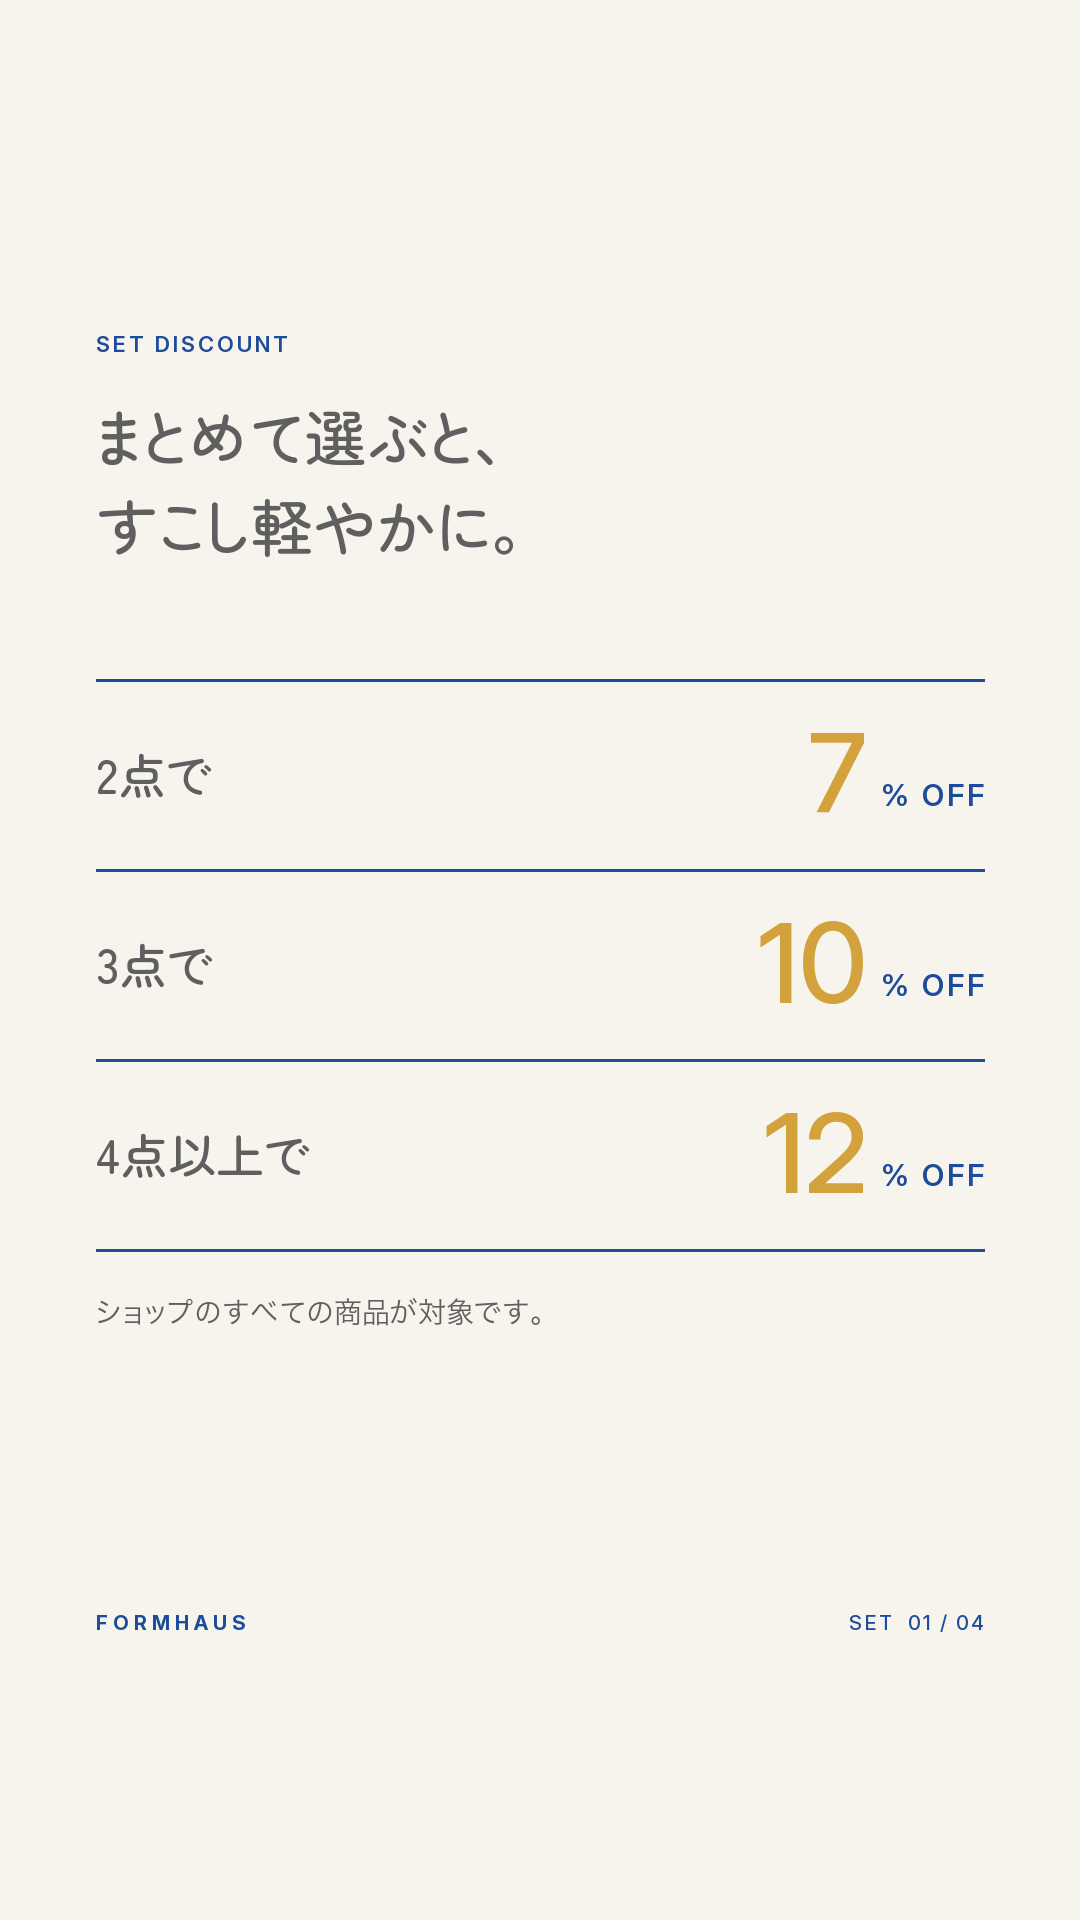 SET DISCOUNT
まとめて選ぶと、
すこし軽やかに。
2点で 7 % OFF
3点で 10 % OFF
4点以上で 12 % OFF
ショップのすべての商品が対象です。
FORMHAUS SET 01 / 04